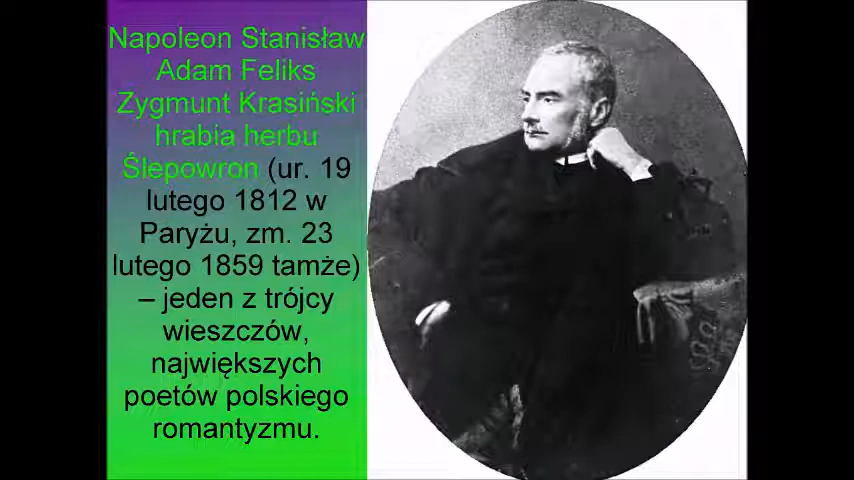 Napoleon Stanisław
Adam Feliks
Zygmunt Krasiński
hrabia herbu
Ślepowron (ur. 19
lutego 1812 w
Paryżu, zm. 23
lutego 1859 tamże)
– jeden z trójcy
wieszczów,
największych
poetów polskiego
romantyzmu.